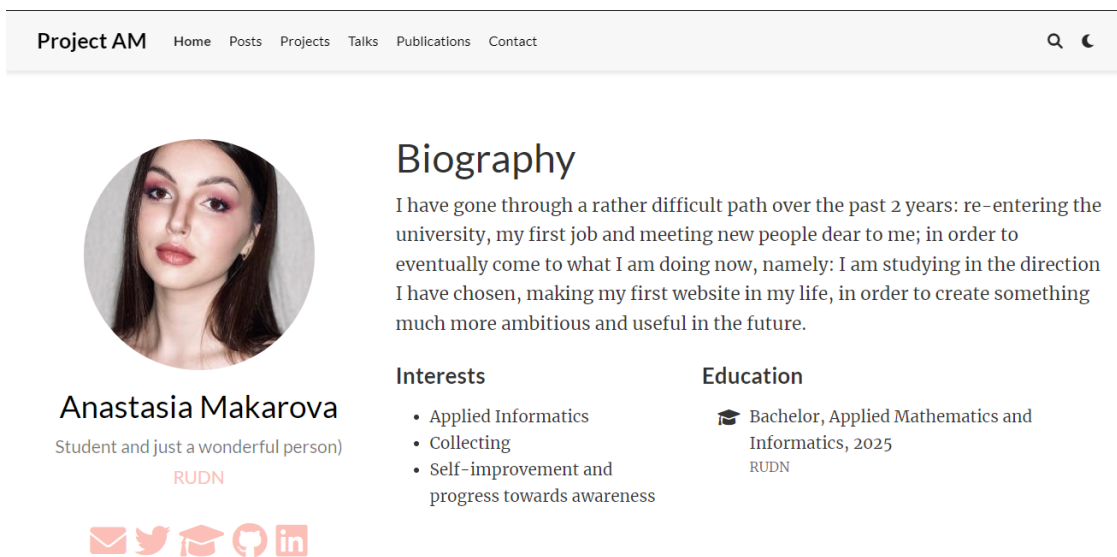 Project AM Home Posts Projects Talks Publications Contact
Anastasia Makarova
Student and just a wonderful person)
RUDN
Biography
I have gone through a rather difficult path over the past 2 years: re-entering the
university, my first job and meeting new people dear to me; in order to
eventually come to what I am doing now, namely: I am studying in the direction
I have chosen, making my first website in my life, in order to create something
much more ambitious and useful in the future.
Interests
• Applied Informatics
• Collecting
• Self-improvement and
progress towards awareness
Education
Bachelor, Applied Mathematics and
Informatics, 2025
RUDN